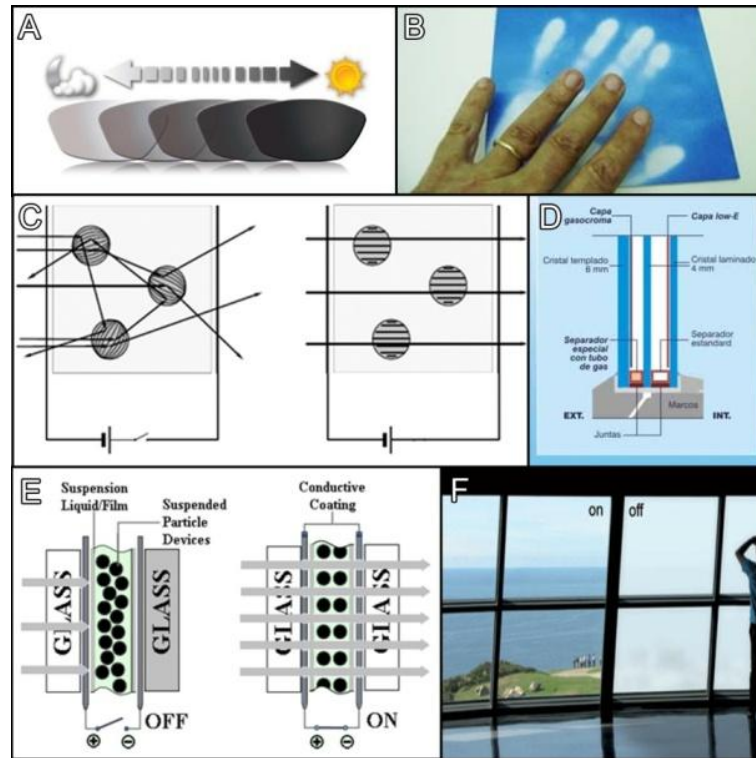 A
B
C
D
Capa
gasocroma
Capa low-E
Cristal templado
6 mm
Cristal laminado
4 mm
Separador
especial
con tubo
de gas
Separador
estandard
Marcos
EXT.
INT.
Juntas
E
Suspension
Liquid/Film
Suspended
Particle
Devices
GLASS
GLASS
OFF
+
−
Conductive
Coating
GLASS
GLASS
ON
+
−
F
on
off